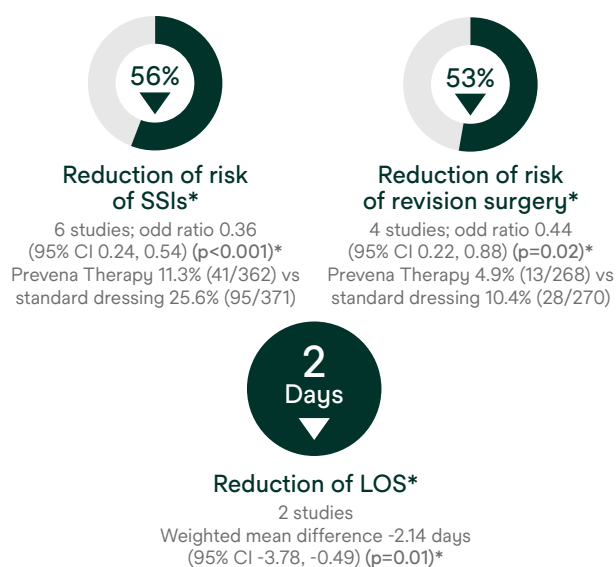 56%
Reduction of risk
of SSIs*
6 studies; odd ratio 0.36
(95% CI 0.24, 0.54) (p<0.001)*
Prevena Therapy 11.3% (41/362) vs
standard dressing 25.6% (95/371)
53%
Reduction of risk
of revision surgery*
4 studies; odd ratio 0.44
(95% CI 0.22, 0.88) (p=0.02)*
Prevena Therapy 4.9% (13/268) vs
standard dressing 10.4% (28/270)
2
Days
Reduction of LOS*
2 studies
Weighted mean difference -2.14 days
(95% CI -3.78, -0.49) (p=0.01)*